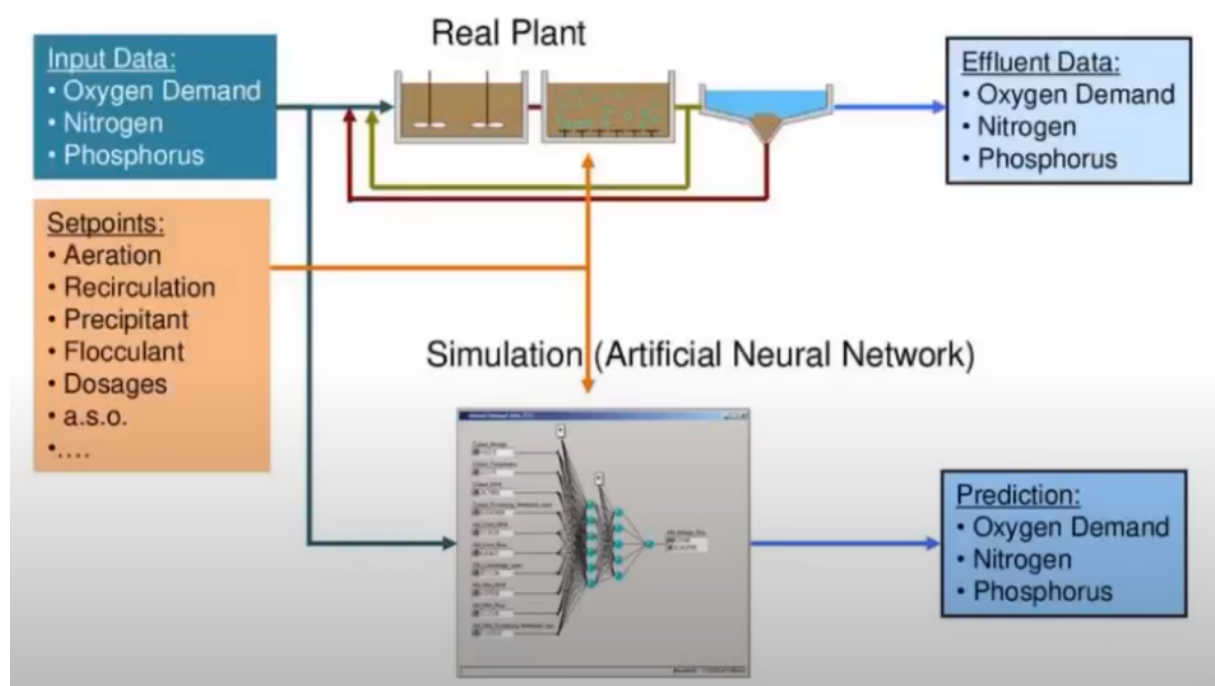 Real Plant
Input Data:
• Oxygen Demand
• Nitrogen
• Phosphorus
Effluent Data:
• Oxygen Demand
• Nitrogen
• Phosphorus
Setpoints:
• Aeration
• Recirculation
• Precipitant
• Flocculant
• Dosages
• a.s.o.
•....
Simulation (Artificial Neural Network)
Prediction:
• Oxygen Demand
• Nitrogen
• Phosphorus